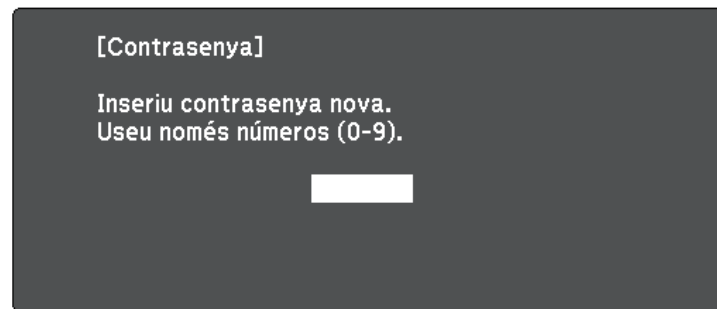 [Contrasenya]
Inseriu contrasenya nova.
Useu només números (0-9).